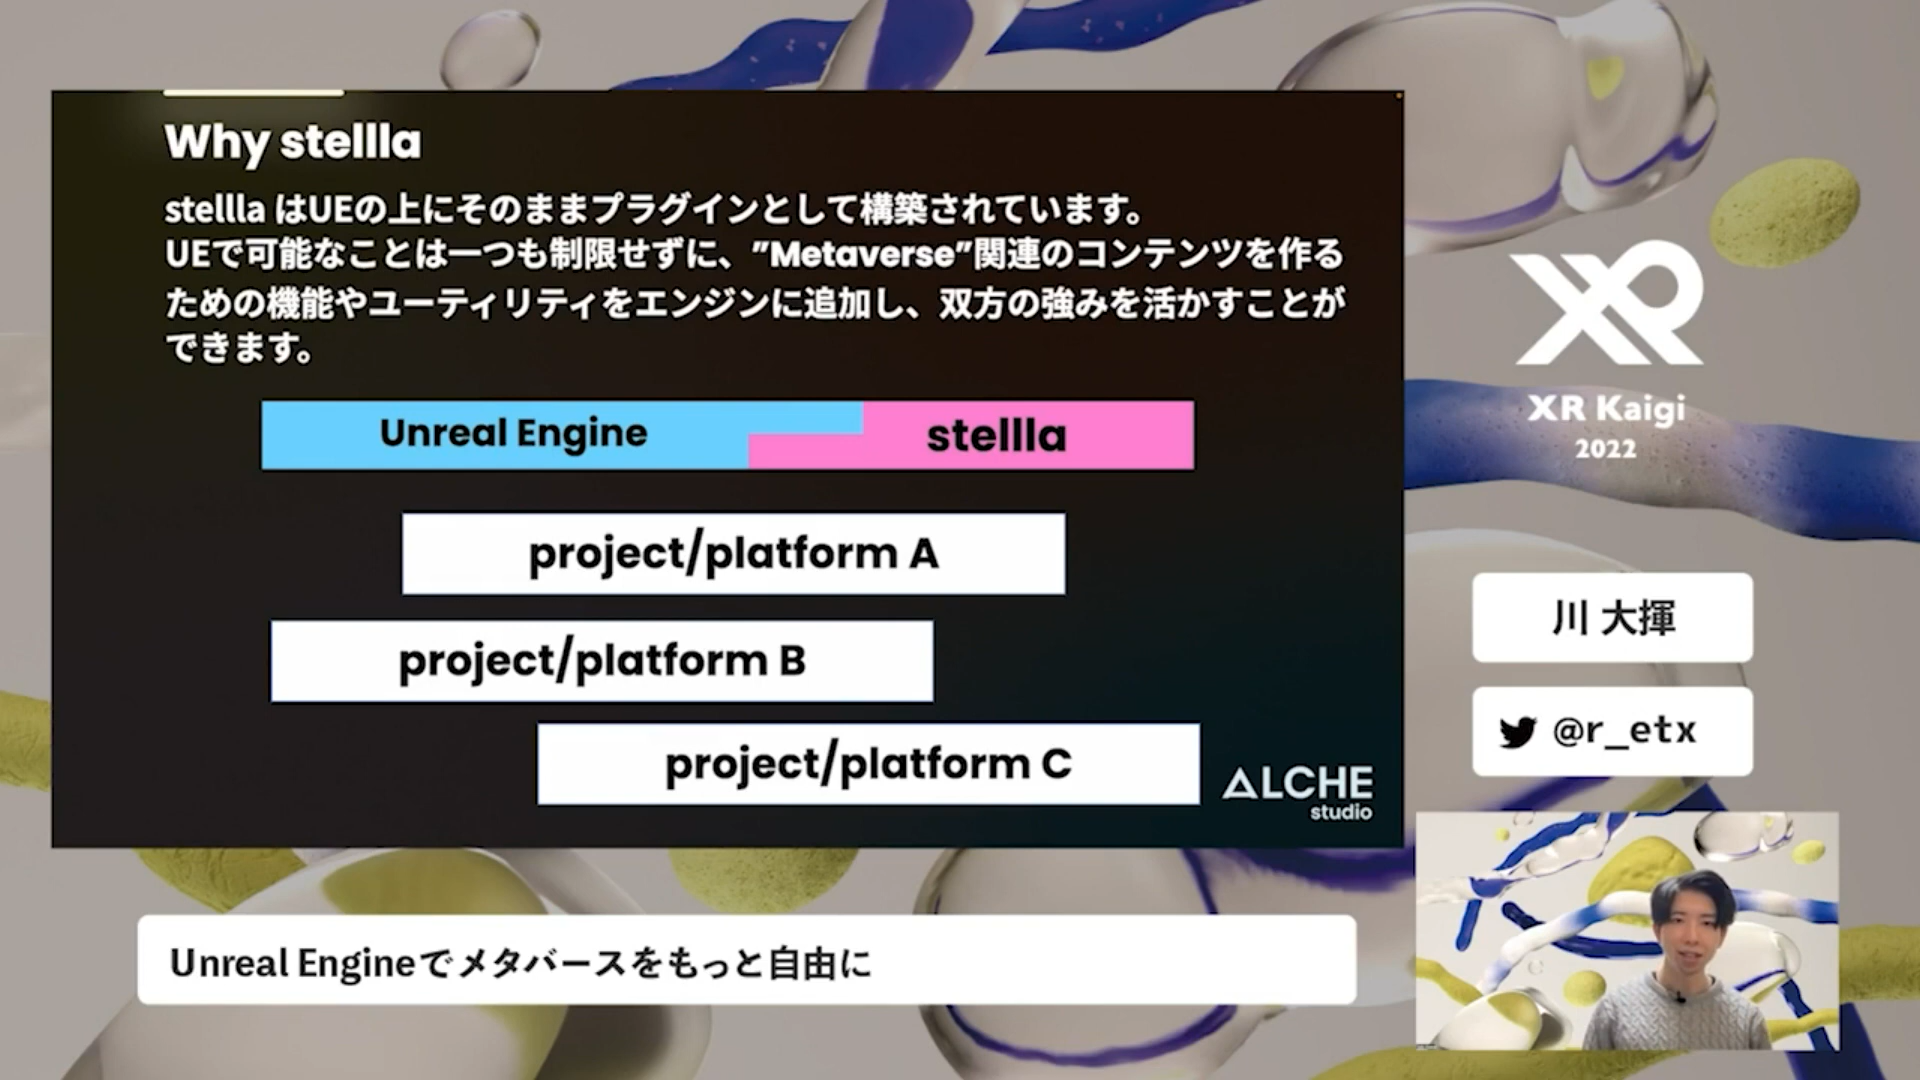 Why stellla
stellla はUEの上にそのままプラグインとして構築されています。
UEで可能なことは一つも制限せずに、”Metaverse”関連のコンテンツを作る
ための機能やユーティリティをエンジンに追加し、双方の強みを活かすことが
できます。
Unreal Engine
stellla
project/platform A
project/platform B
project/platform C
ALCHE
studio
XR
XR Kaigi
2022
川 大揮
@r_etx
Unreal Engineでメタバースをもっと自由に